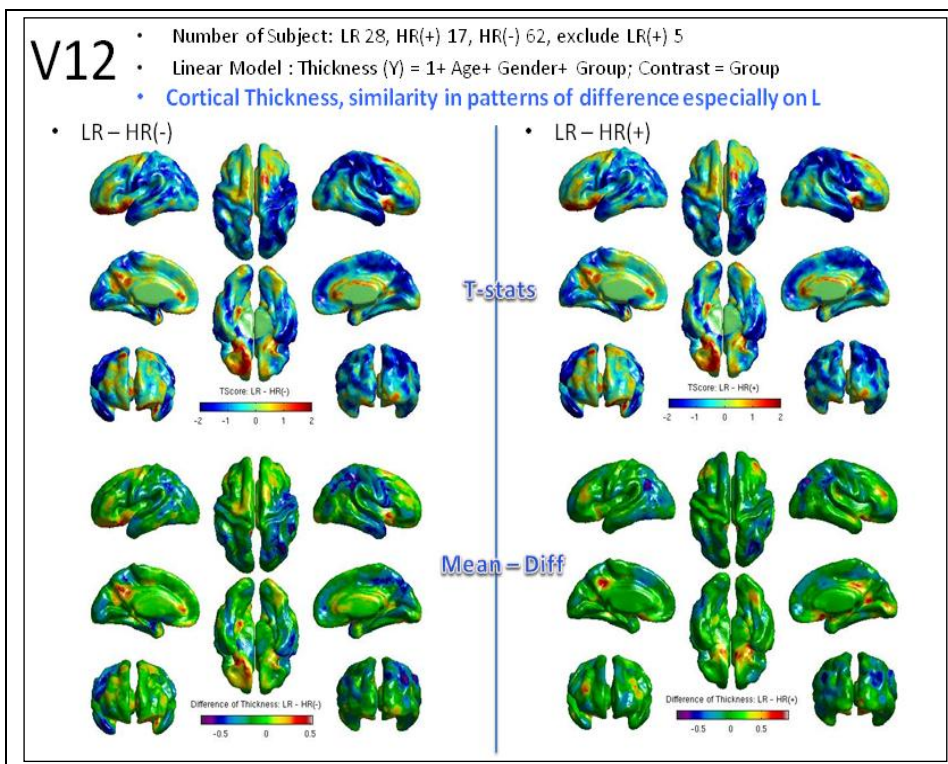 V12
• Number of Subject: LR 28, HR(+) 17, HR(-) 62, exclude LR(+) 5
• Linear Model : Thickness (Y) = 1+ Age+ Gender+ Group; Contrast = Group
• Cortical Thickness, similarity in patterns of difference especially on L
• LR – HR(-)
• LR – HR(+)
T-stats
TScore: LR - HR(-)
-2 -1 0 1 2
TScore: LR - HR(+)
-2 -1 0 1 2
Mean – Diff
Difference of Thickness: LR - HR(-)
-0.5 0 0.5
Difference of Thickness: LR - HR(+)
-0.5 0 0.5